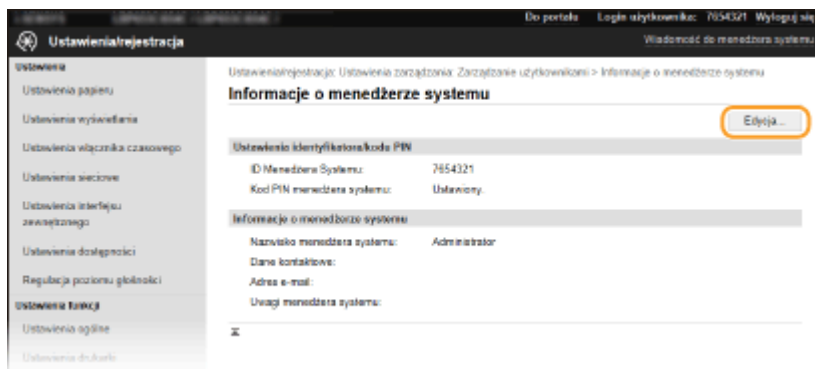 Do portalu Login użytkownika: 7654321 Wyloguj się
Ustawienia/rejestracja
Wiadomość do menedżera systemu
Ustawienia
Ustawienia papieru
Ustawienia wyświetlania
Ustawienia włącznika czasowego
Ustawienia sieciowe
Ustawienia interfejsu
zewnętrznego
Ustawienia dostępności
Regulacja poziomu głośności
Ustawienia funkcji
Ustawienia ogólne
Ustawienia drukarki
Ustawienia/rejestracja: Ustawienia zarządzania: Zarządzanie użytkownikami > Informacje o menedżerze systemu
Informacje o menedżerze systemu
Edycja...
Ustawienia identyfikatora/kodu PIN
ID Menedżera Systemu: 7654321
Kod PIN menedżera systemu: Ustawiony.
Informacje o menedżerze systemu
Nazwisko menedżera systemu: Administrator
Dane kontaktowe:
Adres e-mail:
Uwagi menedżera systemu: